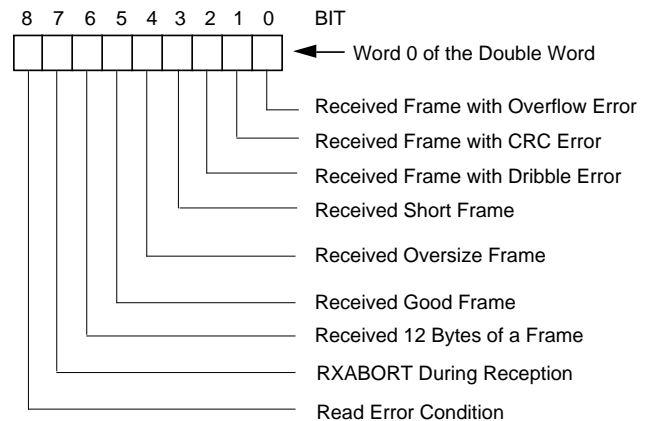 8 7 6 5 4 3 2 1 0 BIT
Word 0 of the Double Word
Received Frame with Overflow Error
Received Frame with CRC Error
Received Frame with Dribble Error
Received Short Frame
Received Oversize Frame
Received Good Frame
Received 12 Bytes of a Frame
RXABORT During Reception
Read Error Condition